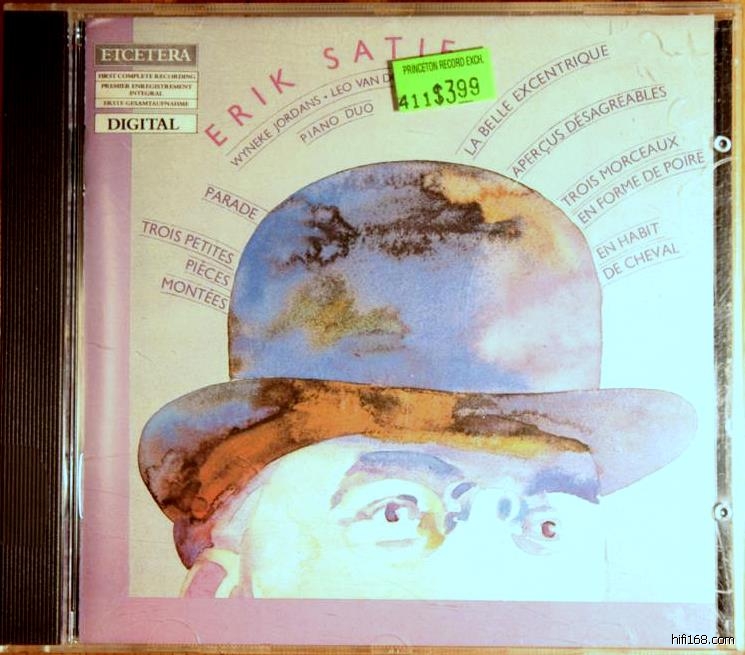 ETCETERA
FIRST COMPLETE RECORDING
PREMIER ENREGISTREMENT
INTEGRAL
ERSTE GESAMTAUFNAHME
DIGITAL
ERIK SATIE
WYNEKE JORDANS • LEO VAN D
PIANO DUO
PRINCETON RECORD EXCH.
411$3.99
LA BELLE EXCENTRIQUE
APERÇUS DÉSAGRÉABLES
TROIS MORCEAUX
EN FORME DE POIRE
EN HABIT
DE CHEVAL
PARADE
TROIS PETITES
PIÈCES
MONTÉES
hifi168.com